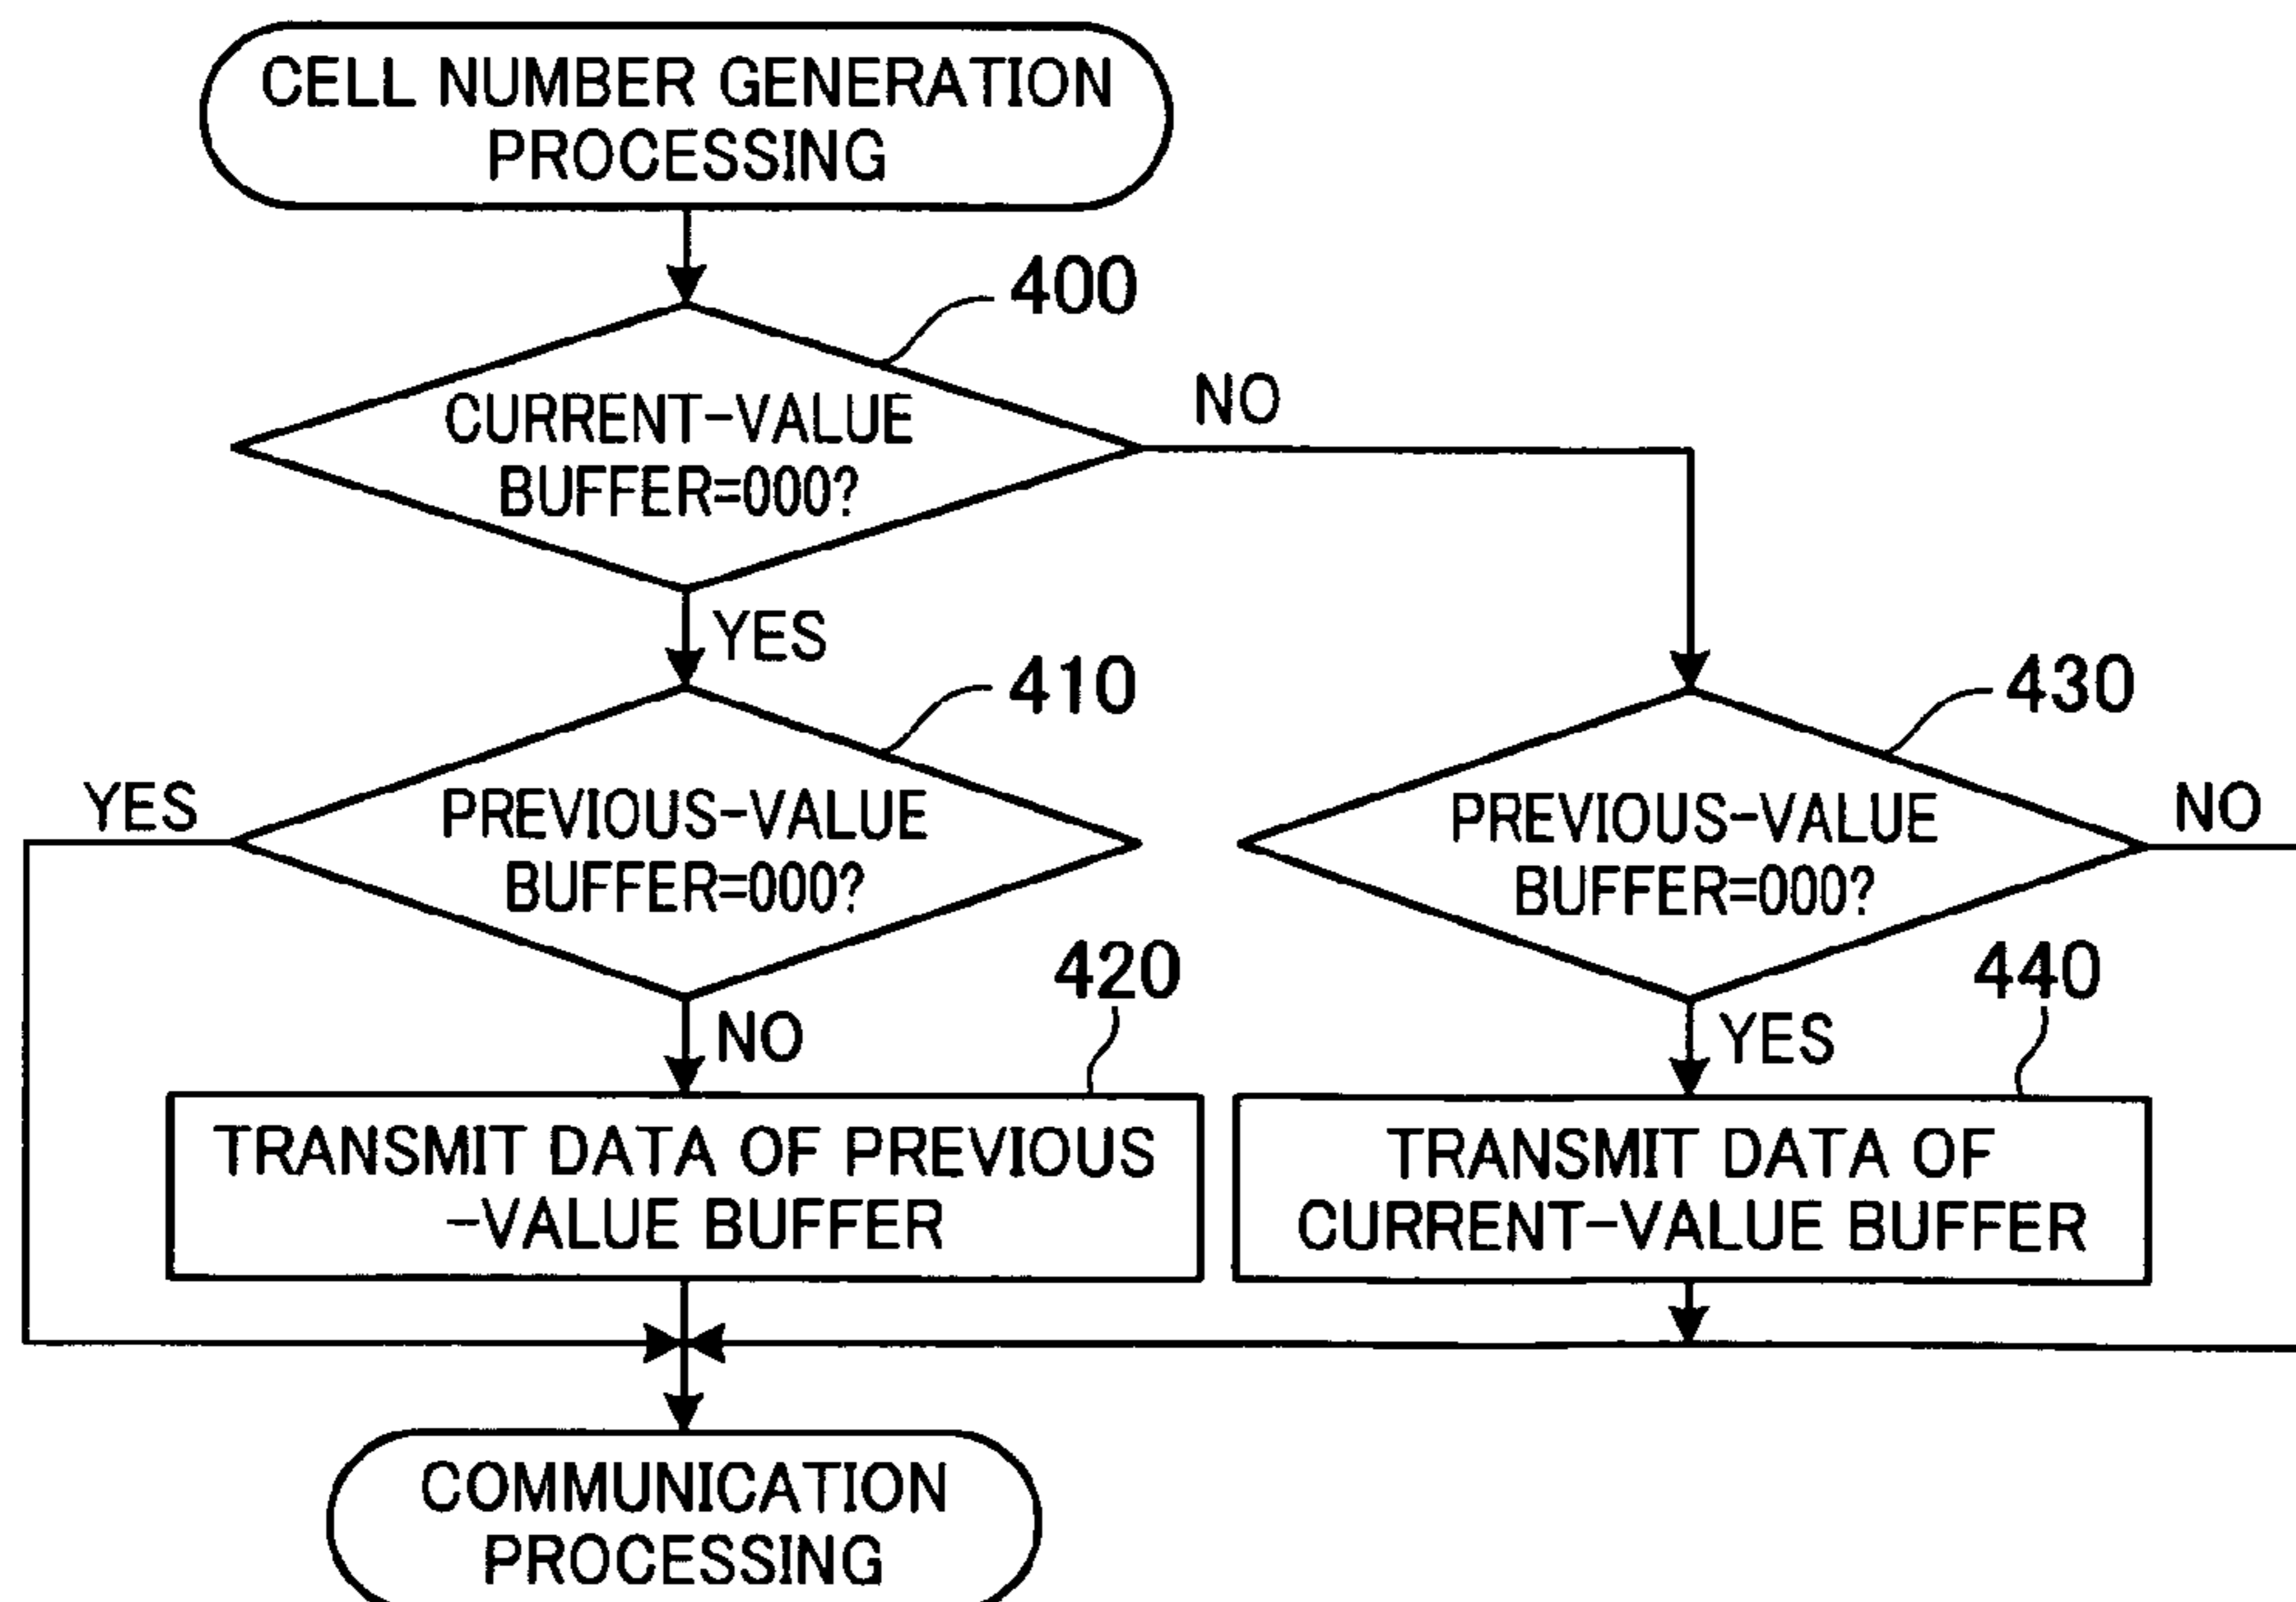 CELL NUMBER GENERATION
PROCESSING
400
CURRENT-VALUE
BUFFER=000?
NO
YES
410
430
YES
PREVIOUS-VALUE
BUFFER=000?
PREVIOUS-VALUE
BUFFER=000?
NO
420
440
NO
YES
TRANSMIT DATA OF PREVIOUS
-VALUE BUFFER
TRANSMIT DATA OF
CURRENT-VALUE BUFFER
COMMUNICATION
PROCESSING